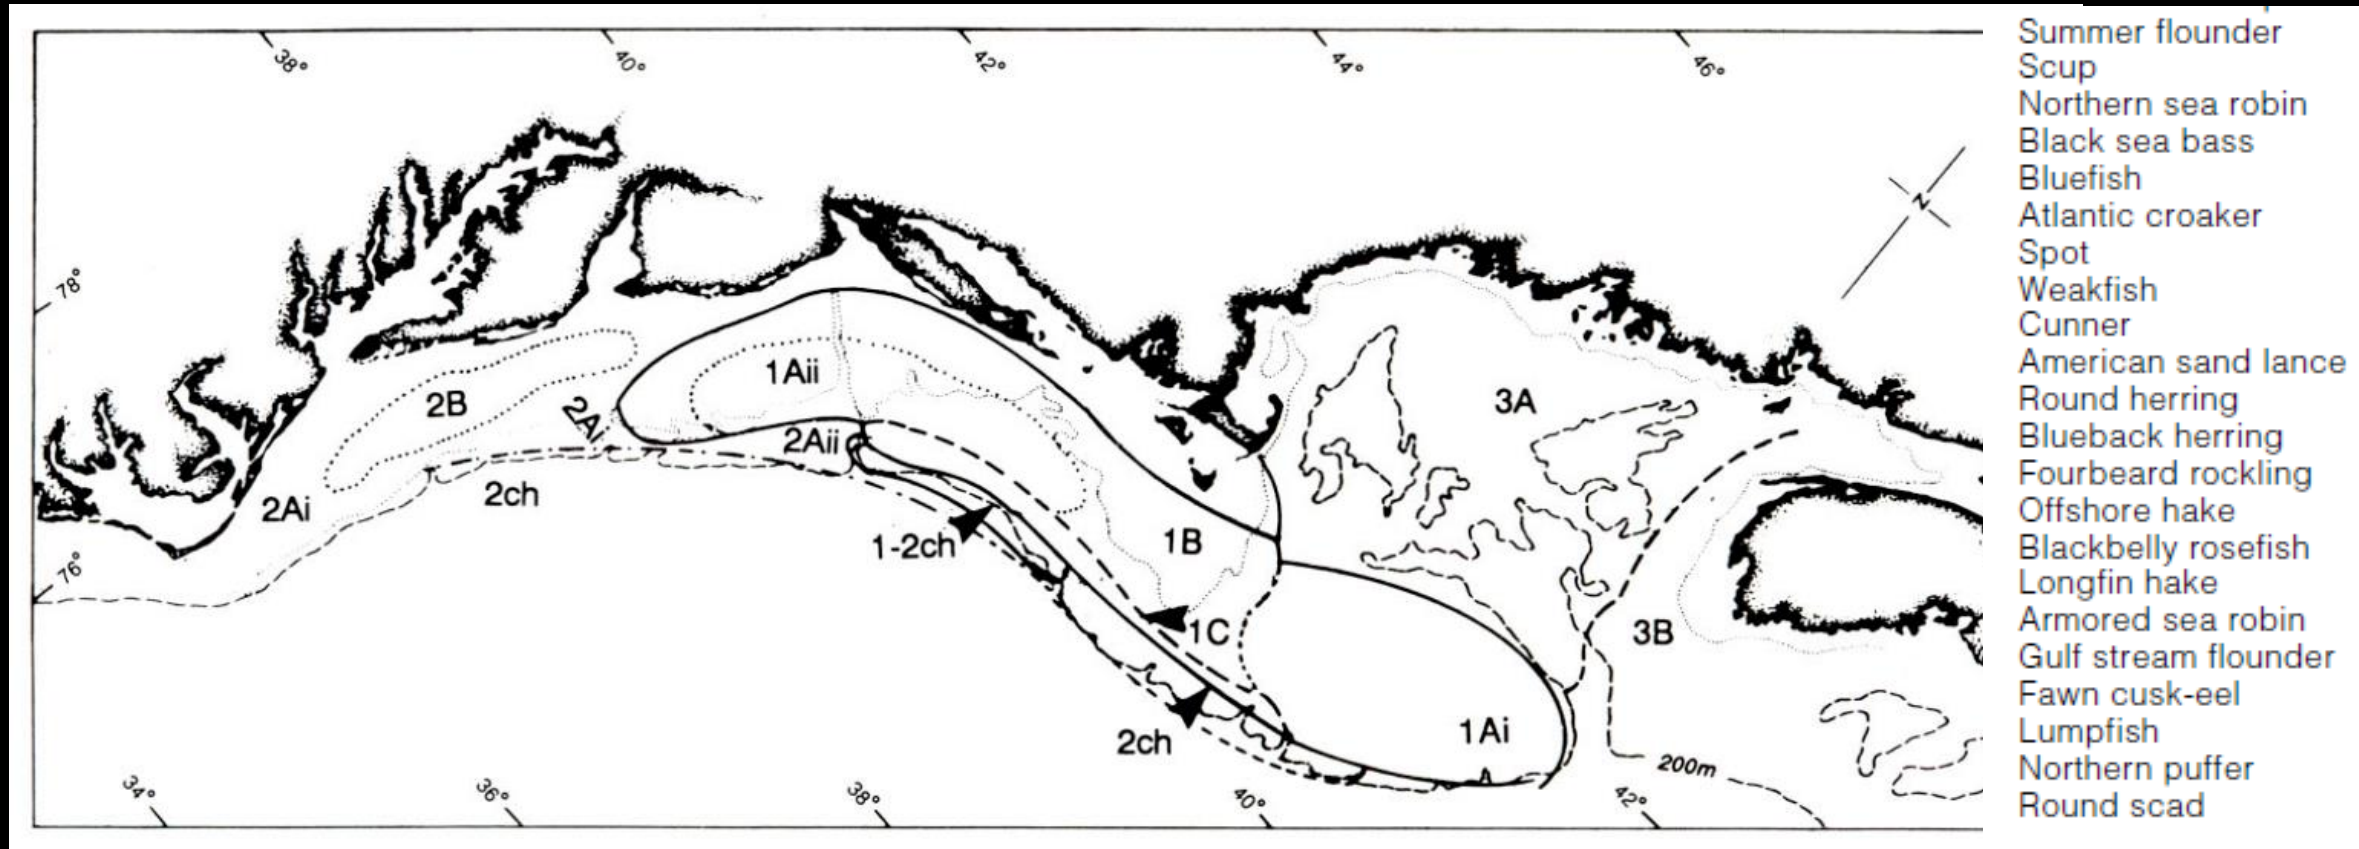 38°
40°
42°
44°
46°
N
78°
76°
34°
36°
38°
40°
42°
1Aii
2B
2Ai
2Aii
2Ai
2ch
1-2ch
1B
1C
2ch
3A
3B
1Ai
200m
Summer flounder
Scup
Northern sea robin
Black sea bass
Bluefish
Atlantic croaker
Spot
Weakfish
Cunner
American sand lance
Round herring
Blueback herring
Fourbeard rockling
Offshore hake
Blackbelly rosefish
Longfin hake
Armored sea robin
Gulf stream flounder
Fawn cusk-eel
Lumpfish
Northern puffer
Round scad